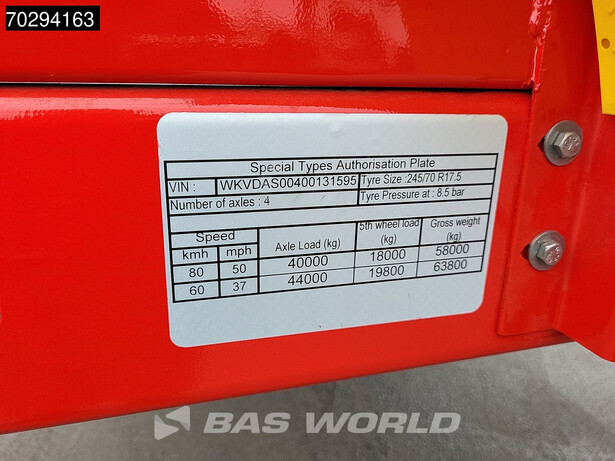 70294163
Special Types Authorisation Plate
VIN : WKVDAS00400131595 Tyre Size :245/70 R17.5
Number of axles : 4 Tyre Pressure at : 8.5 bar
Speed Axle Load (kg) 5th wheel load (kg) Gross weight (kg)
kmh mph
80 50 40000 18000 58000
60 37 44000 19800 63800
BAS WORLD